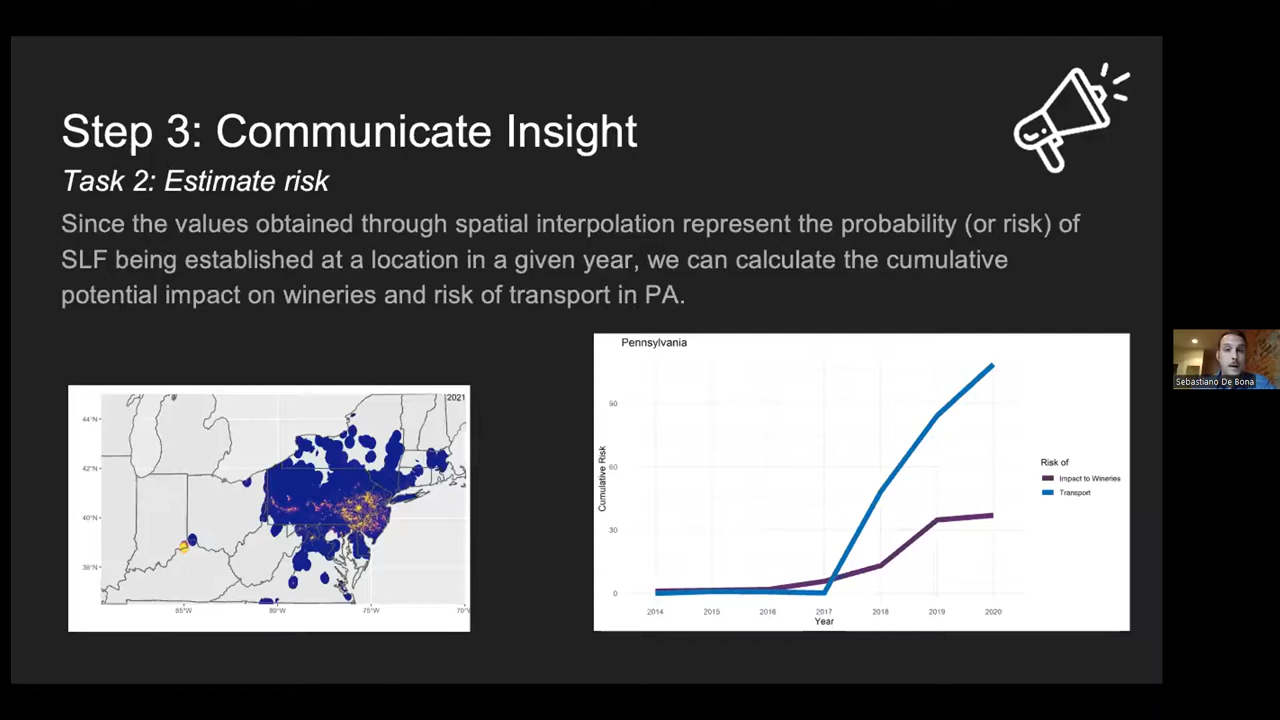 Step 3: Communicate Insight
Task 2: Estimate risk
Since the values obtained through spatial interpolation represent the probability (or risk) of
SLF being established at a location in a given year, we can calculate the cumulative
potential impact on wineries and risk of transport in PA.
2021
44°N
42°N
40°N
38°N
85°W
80°W
75°W
70°
Pennsylvania
90
60
30
0
Cumulative Risk
2014
2015
2016
2017
2018
2019
2020
Year
Risk of
Impact to Wineries
Transport
Sebastiano De Bona